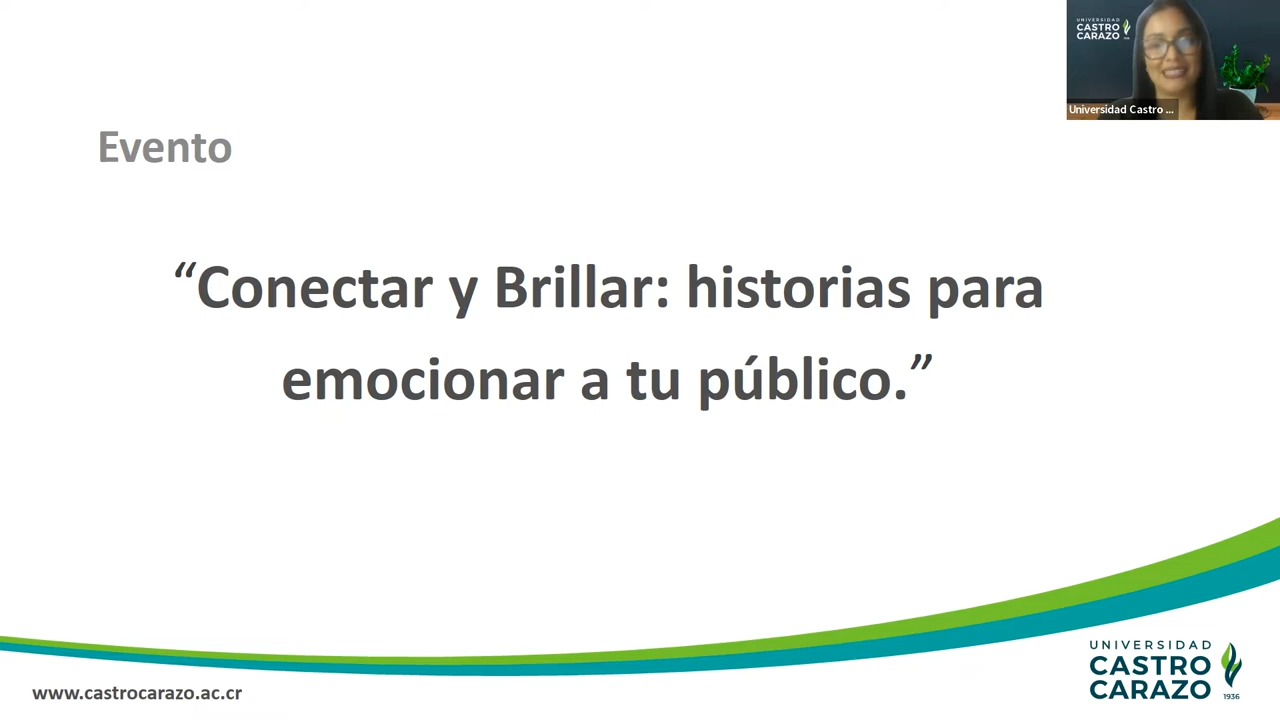 UNIVERSIDAD
CASTRO
CARAZO
Universidad Castro ...
Evento
“Conectar y Brillar: historias para
emocionar a tu público.”
UNIVERSIDAD
CASTRO
CARAZO
1936
www.castrocarazo.ac.cr